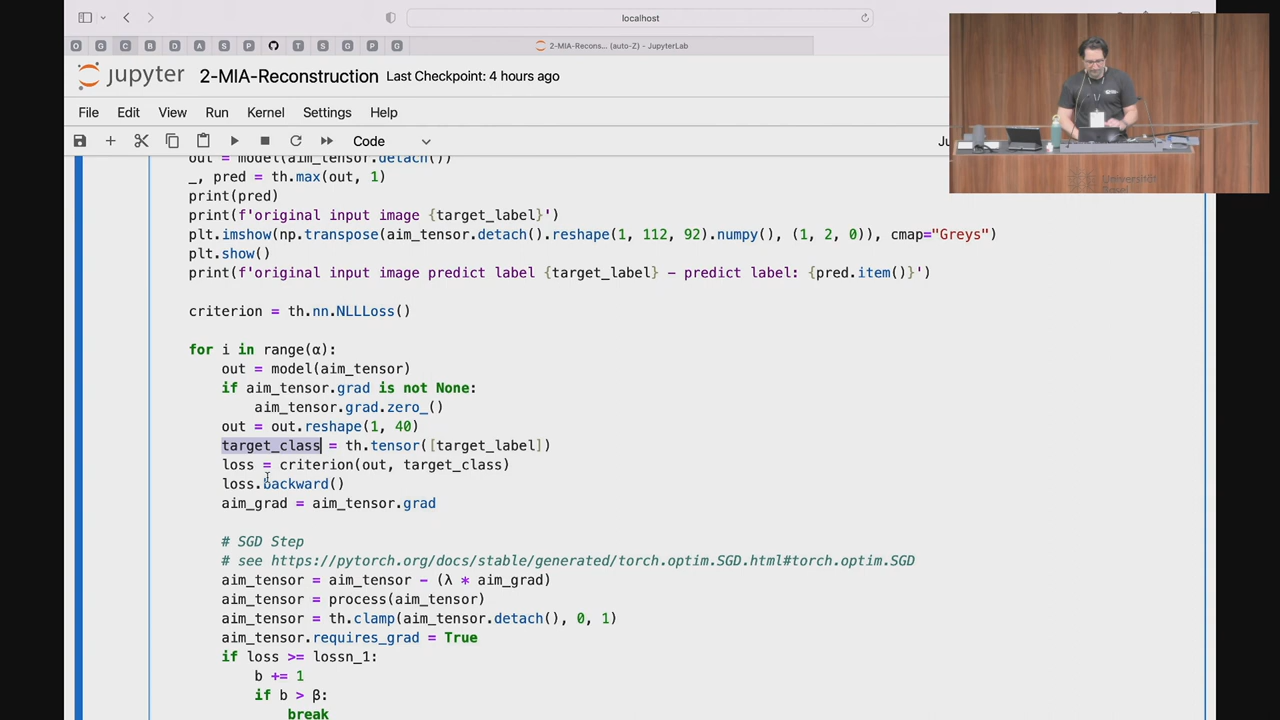 localhost
O G C B D A S P T S G P G
2-MIA-Recons... (auto-Z) - JupyterLab
jupyter 2-MIA-Reconstruction Last Checkpoint: 4 hours ago
File Edit View Run Kernel Settings Help
Code
Ju
out = model(aim_tensor.detach())
_, pred = th.max(out, 1)
print(pred)
print(f'original input image {target_label}')
plt.imshow(np.transpose(aim_tensor.detach().reshape(1, 112, 92).numpy(), (1, 2, 0)), cmap="Greys")
plt.show()
print(f'original input image predict label {target_label} - predict label: {pred.item()}')
criterion = th.nn.NLLLoss()
for i in range(α):
out = model(aim_tensor)
if aim_tensor.grad is not None:
aim_tensor.grad.zero_()
out = out.reshape(1, 40)
target_class = th.tensor([target_label])
loss = criterion(out, target_class)
loss.backward()
aim_grad = aim_tensor.grad
# SGD Step
# see https://pytorch.org/docs/stable/generated/torch.optim.SGD.html#torch.optim.SGD
aim_tensor = aim_tensor - (λ * aim_grad)
aim_tensor = process(aim_tensor)
aim_tensor = th.clamp(aim_tensor.detach(), 0, 1)
aim_tensor.requires_grad = True
if loss >= lossn_1:
b += 1
if b > β:
break
Universität
Basel